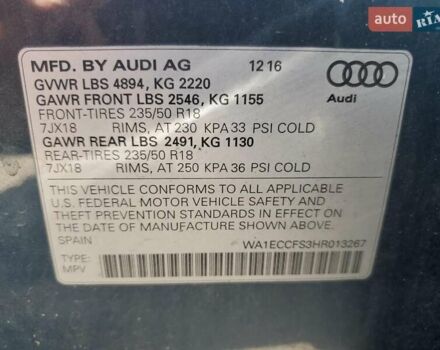 auto
RIA
MFD. BY AUDI AG 12 16
GVWR LBS 4894, KG 2220
GAWR FRONT LBS 2546, KG 1155
FRONT-TIRES 235/50 R18
7JX18 RIMS, AT 230 KPA 33 PSI COLD
GAWR REAR LBS 2491, KG 1130
REAR-TIRES 235/50 R18
7JX18 RIMS, AT 250 KPA 36 PSI COLD
Audi
THIS VEHICLE CONFORMS TO ALL APPLICABLE
U.S. FEDERAL MOTOR VEHICLE SAFETY AND
THEFT PREVENTION STANDARDS IN EFFECT ON
DATE OF MANUFACTURE SHOWN ABOVE.
SPAIN
WA1ECCFS3HR013267
TYPE:
MPV